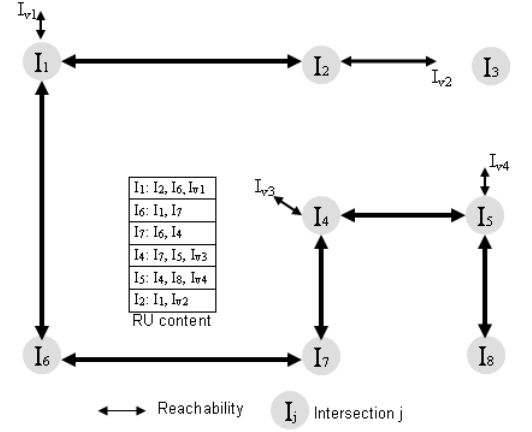 Iv1
I1
I2
Iv2
I3
I1: I2, I6, Iv1
I6: I1, I7
I7: I6, I4
I4: I7, I5, Iv3
I5: I4, I8, Iv4
I2: I1, Iv2
RU content
Iv3
I4
Iv4
I5
I6
I7
I8
Reachability
Ij
Intersection j